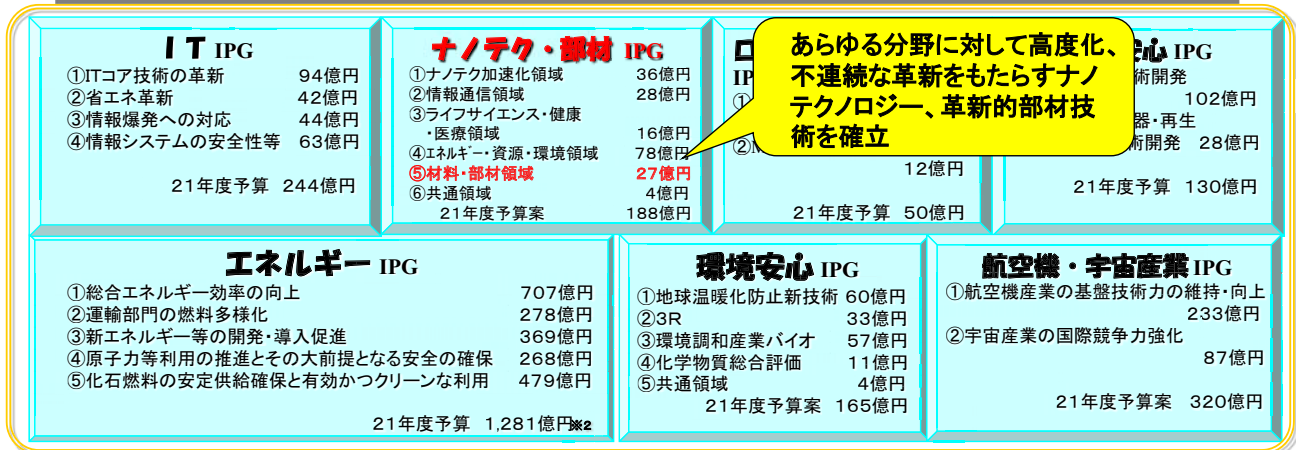 IT IPG
①ITコア技術の革新 94億円
②省エネ革新 42億円
③情報爆発への対応 44億円
④情報システムの安全性等 63億円
21年度予算 244億円
ナノテク・部材 IPG
①ナノテク加速化領域 36億円
②情報通信領域 28億円
③ライフサイエンス・健康
・医療領域 16億円
④エネルギー・資源・環境領域 78億円
⑤材料・部材領域 27億円
⑥共通領域 4億円
21年度予算案 188億円
あらゆる分野に対して高度化、
不連続な革新をもたらすナノ
テクノロジー、革新的部材技
術を確立
ロ
IP
①
②M
12億円
21年度予算 50億円
心 IPG
術開発
102億円
器・再生
術開発 28億円
21年度予算 130億円
エネルギー IPG
①総合エネルギー効率の向上 707億円
②運輸部門の燃料多様化 278億円
③新エネルギー等の開発・導入促進 369億円
④原子力等利用の推進とその大前提となる安全の確保 268億円
⑤化石燃料の安定供給確保と有効かつクリーンな利用 479億円
21年度予算 1,281億円※2
環境安心 IPG
①地球温暖化防止新技術 60億円
②3R 33億円
③環境調和産業バイオ 57億円
④化学物質総合評価 11億円
⑤共通領域 4億円
21年度予算案 165億円
航空機・宇宙産業 IPG
①航空機産業の基盤技術力の維持・向上
233億円
②宇宙産業の国際競争力強化
87億円
21年度予算案 320億円